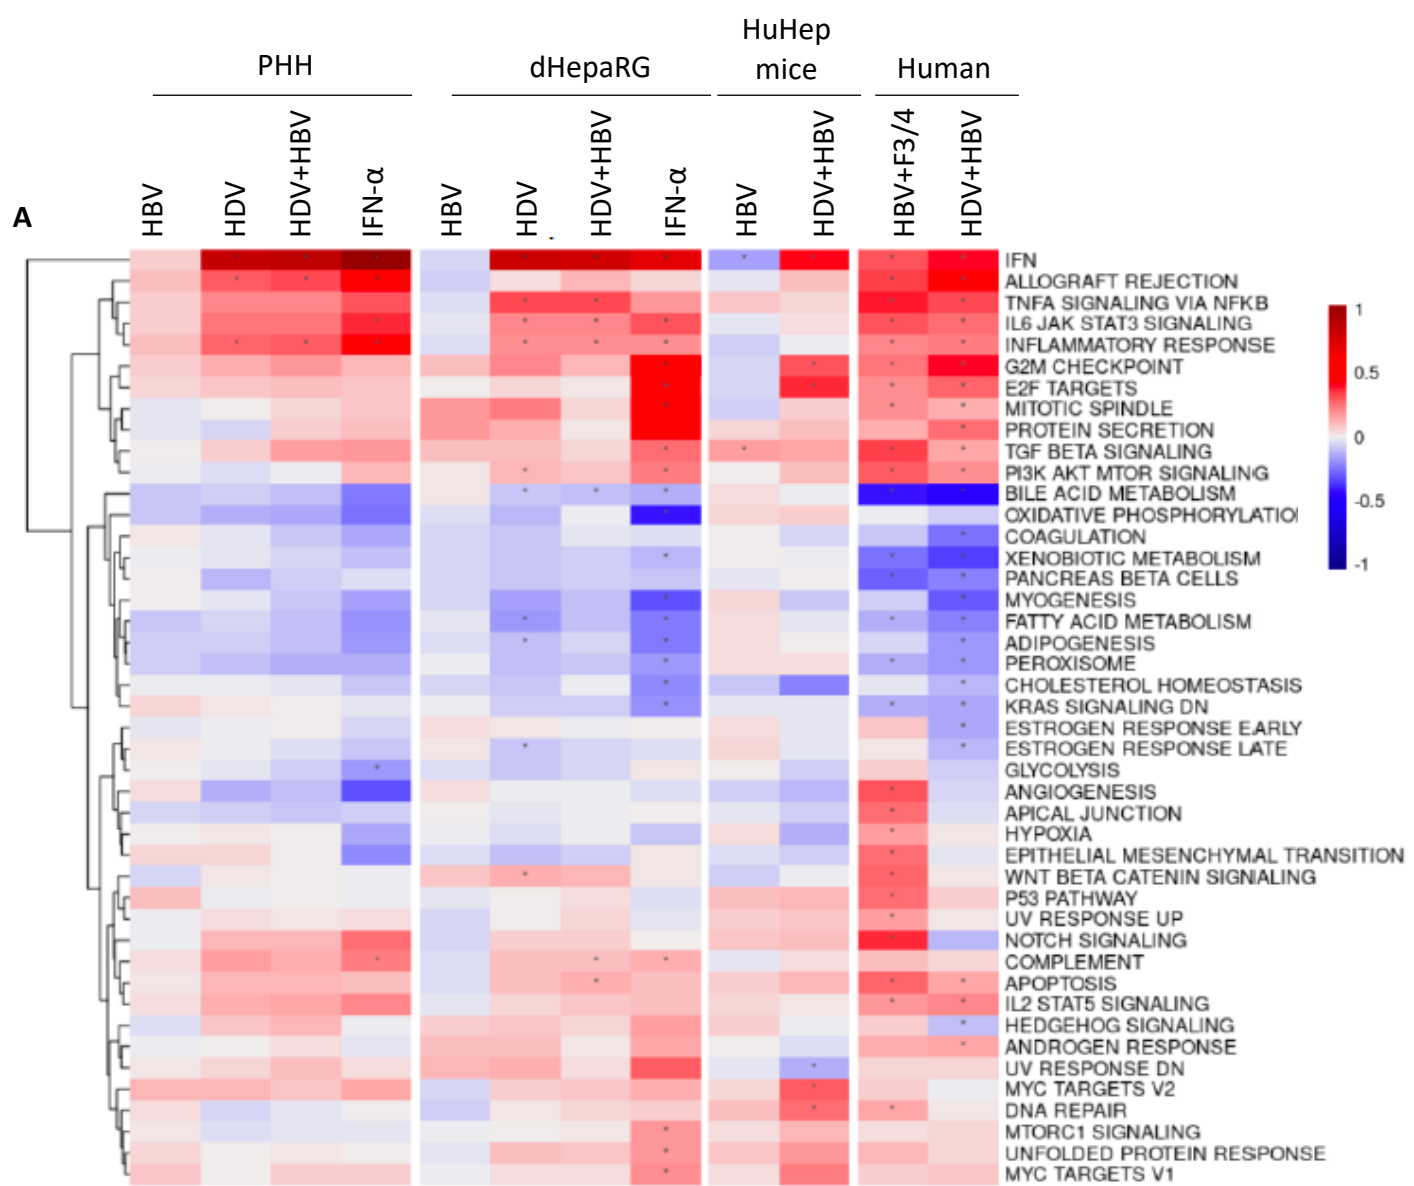 HuHep
PHH
dHepaRG
mice
Human
HBV
HDV
HDV+HBV
IFN-α
HBV
HDV
HDV+HBV
IFN-α
HBV
HDV+HBV
HBV+F3/4
HDV+HBV
A
IFN
ALLOGRAFT REJECTION
TNFA SIGNALING VIA NFKB
IL6 JAK STAT3 SIGNALING
INFLAMMATORY RESPONSE
G2M CHECKPOINT
E2F TARGETS
MITOTIC SPINDLE
PROTEIN SECRETION
TGF BETA SIGNALING
PI3K AKT MTOR SIGNALING
BILE ACID METABOLISM
OXIDATIVE PHOSPHORYLATIO
COAGULATION
XENOBIOTIC METABOLISM
PANCREAS BETA CELLS
MYOGENESIS
FATTY ACID METABOLISM
ADIPOGENESIS
PEROXISOME
CHOLESTEROL HOMEOSTASIS
KRAS SIGNALING DN
ESTROGEN RESPONSE EARLY
ESTROGEN RESPONSE LATE
GLYCOLYSIS
ANGIOGENESIS
APICAL JUNCTION
HYPOXIA
EPITHELIAL MESENCHYMAL TRANSITION
WNT BETA CATENIN SIGNALING
P53 PATHWAY
UV RESPONSE UP
NOTCH SIGNALING
COMPLEMENT
APOPTOSIS
IL2 STAT5 SIGNALING
HEDGEHOG SIGNALING
ANDROGEN RESPONSE
UV RESPONSE DN
MYC TARGETS V2
DNA REPAIR
MTORC1 SIGNALING
UNFOLDED PROTEIN RESPONSE
MYC TARGETS V1
1
0.5
0
-0.5
-1